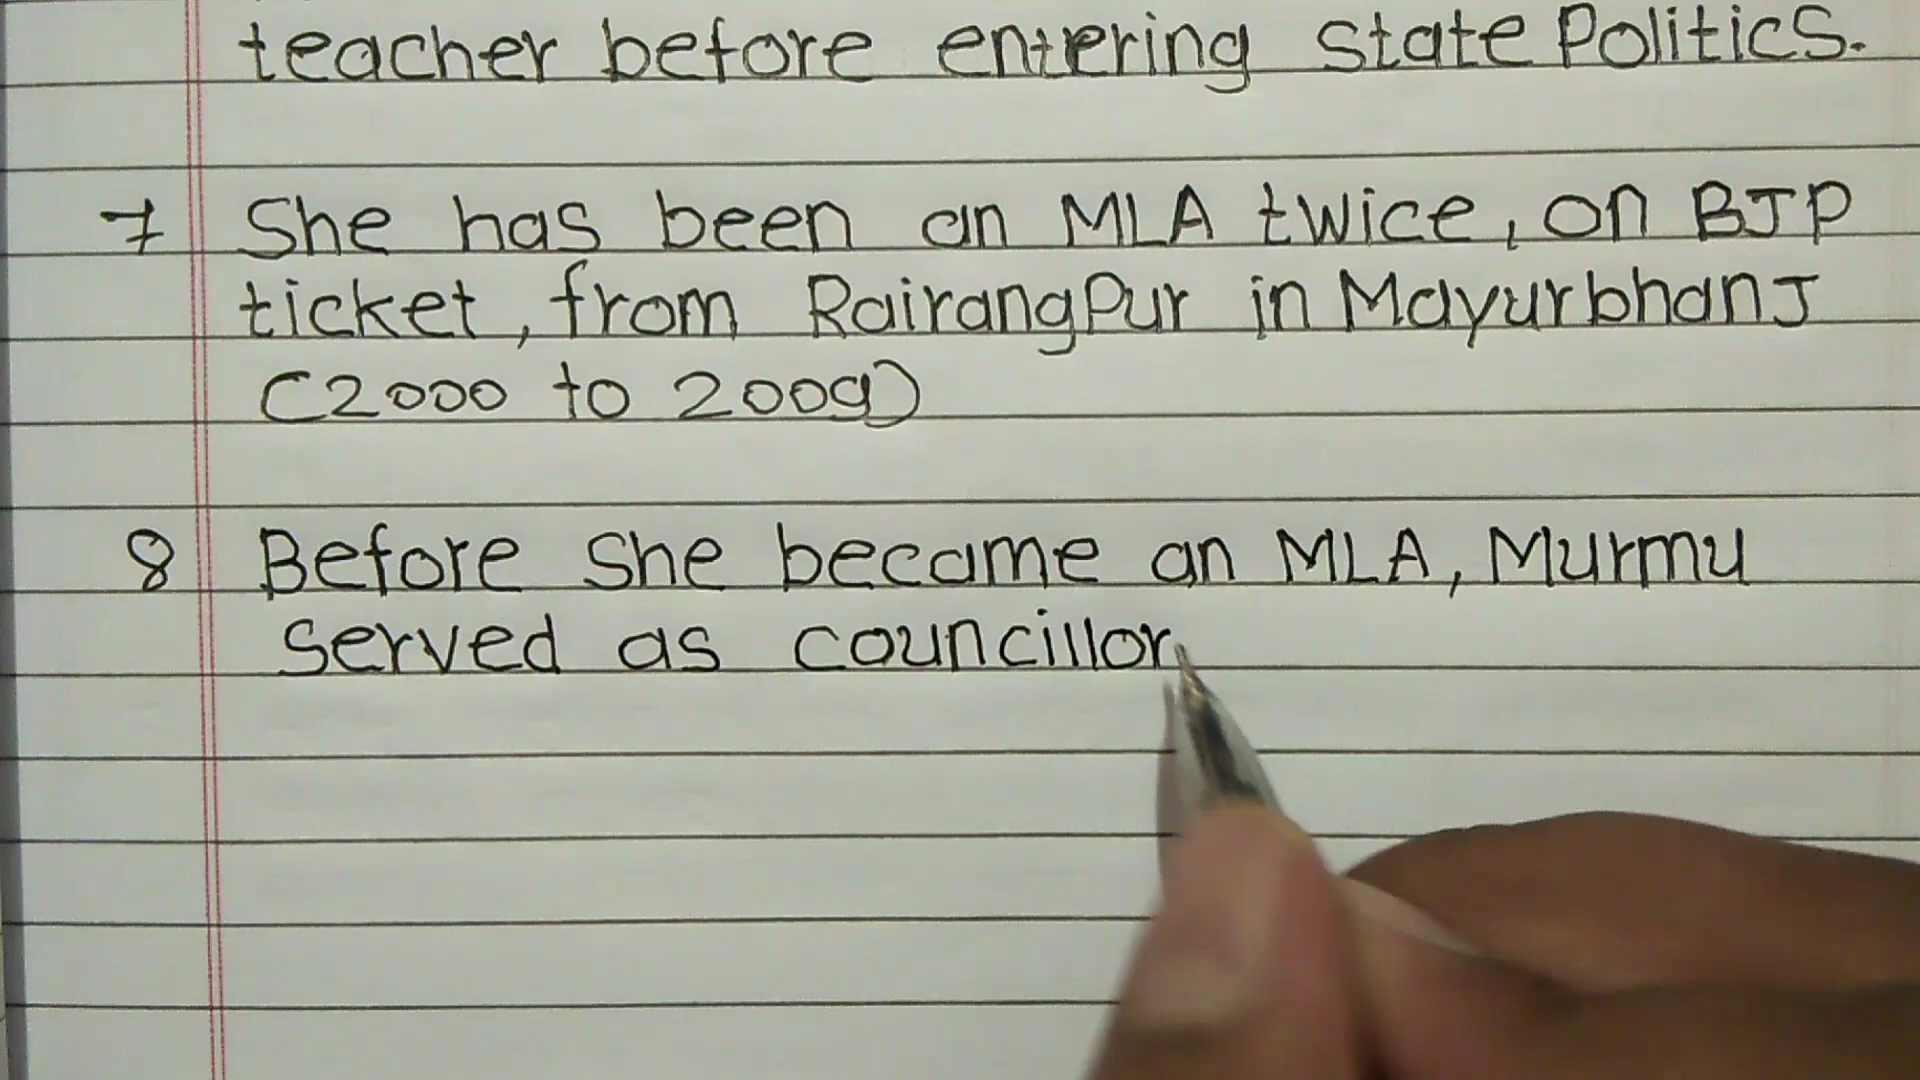 teacher before entering state Politics.
7 She has been an MLA twice, on BJP
ticket, from Rairangpur in Mayurbhanj
(2000 to 2009)
8 Before she became an MLA, Murmu
served as councillor